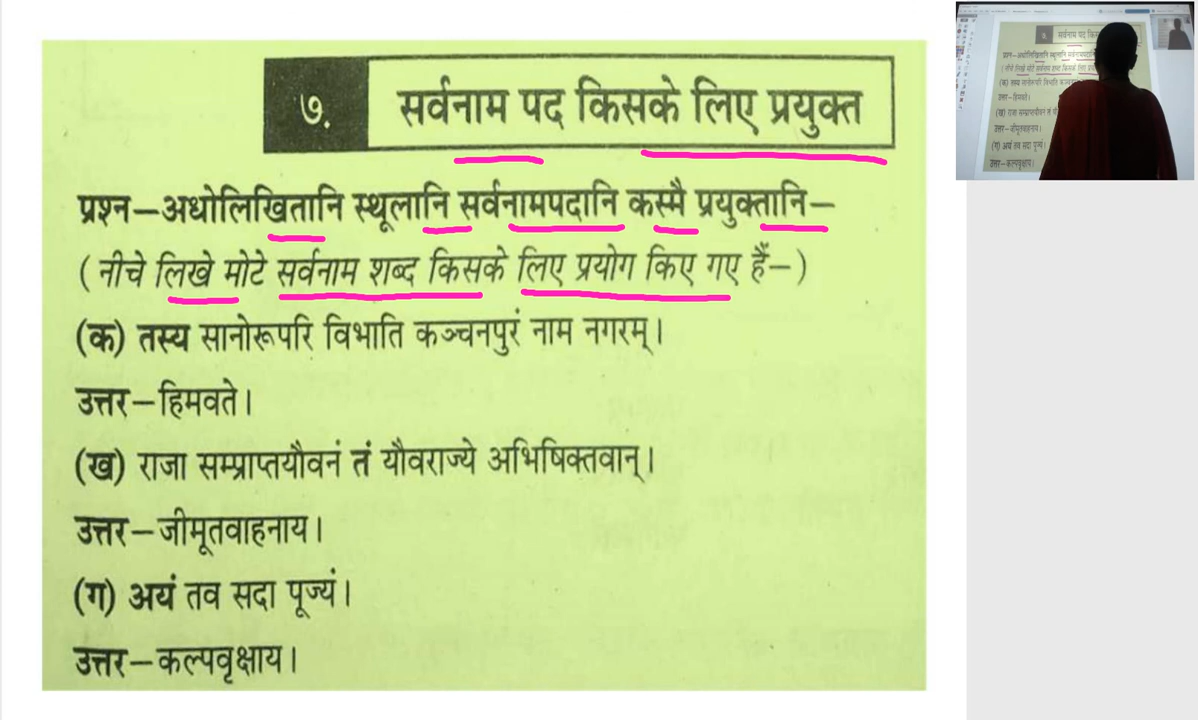 ७. सर्वनाम पद किसके लिए प्रयुक्त
प्रश्न–अधोलिखितानि स्थूलानि सर्वनामपदानि कस्मै प्रयुक्तानि–
(नीचे लिखे मोटे सर्वनाम शब्द किसके लिए प्रयोग किए गए हैं–)
(क) तस्य सानोरूपरि विभाति कञ्चनपुरं नाम नगरम्।
उत्तर–हिमवते।
(ख) राजा सम्प्राप्तयौवनं तं यौवराज्ये अभिषिक्तवान्।
उत्तर–जीमूतवाहनाय।
(ग) अयं तव सदा पूज्यं।
उत्तर–कल्पवृक्षाय।